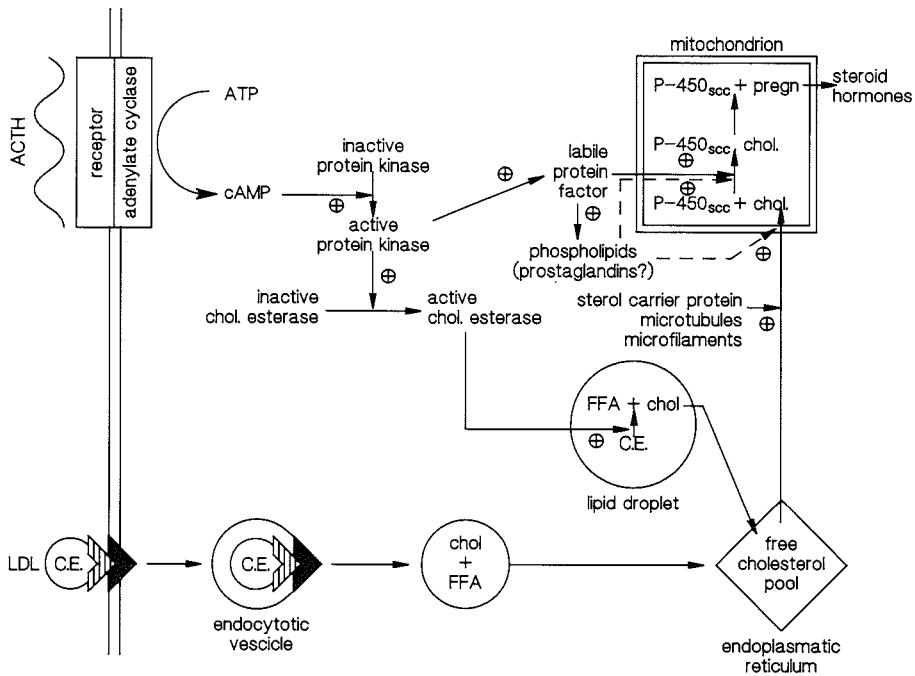 mitochondrion
P-450scc + pregn
steroid
hormones
P-450scc chol.
P-450scc + chol.
ACTH
receptor
adenylate cyclase
ATP
cAMP
inactive
protein kinase
⊕
active
protein kinase
⊕
labile
protein
factor
⊕
⊕
⊕
⊕
phospholipids
(prostaglandins?)
⊕
inactive
chol. esterase
⊕
active
chol. esterase
sterol carrier protein
microtubules
microfilaments
⊕
FFA + chol
⊕
C.E.
lipid droplet
LDL
C.E.
C.E.
endocytotic
vescicle
chol
+
FFA
free
cholesterol
pool
endoplasmatic
reticulum